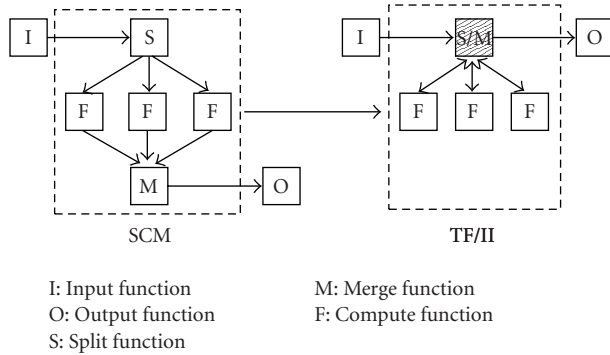 I S I S/M O
F F F F F F
M O
SCM TF/II
I: Input function M: Merge function
O: Output function F: Compute function
S: Split function